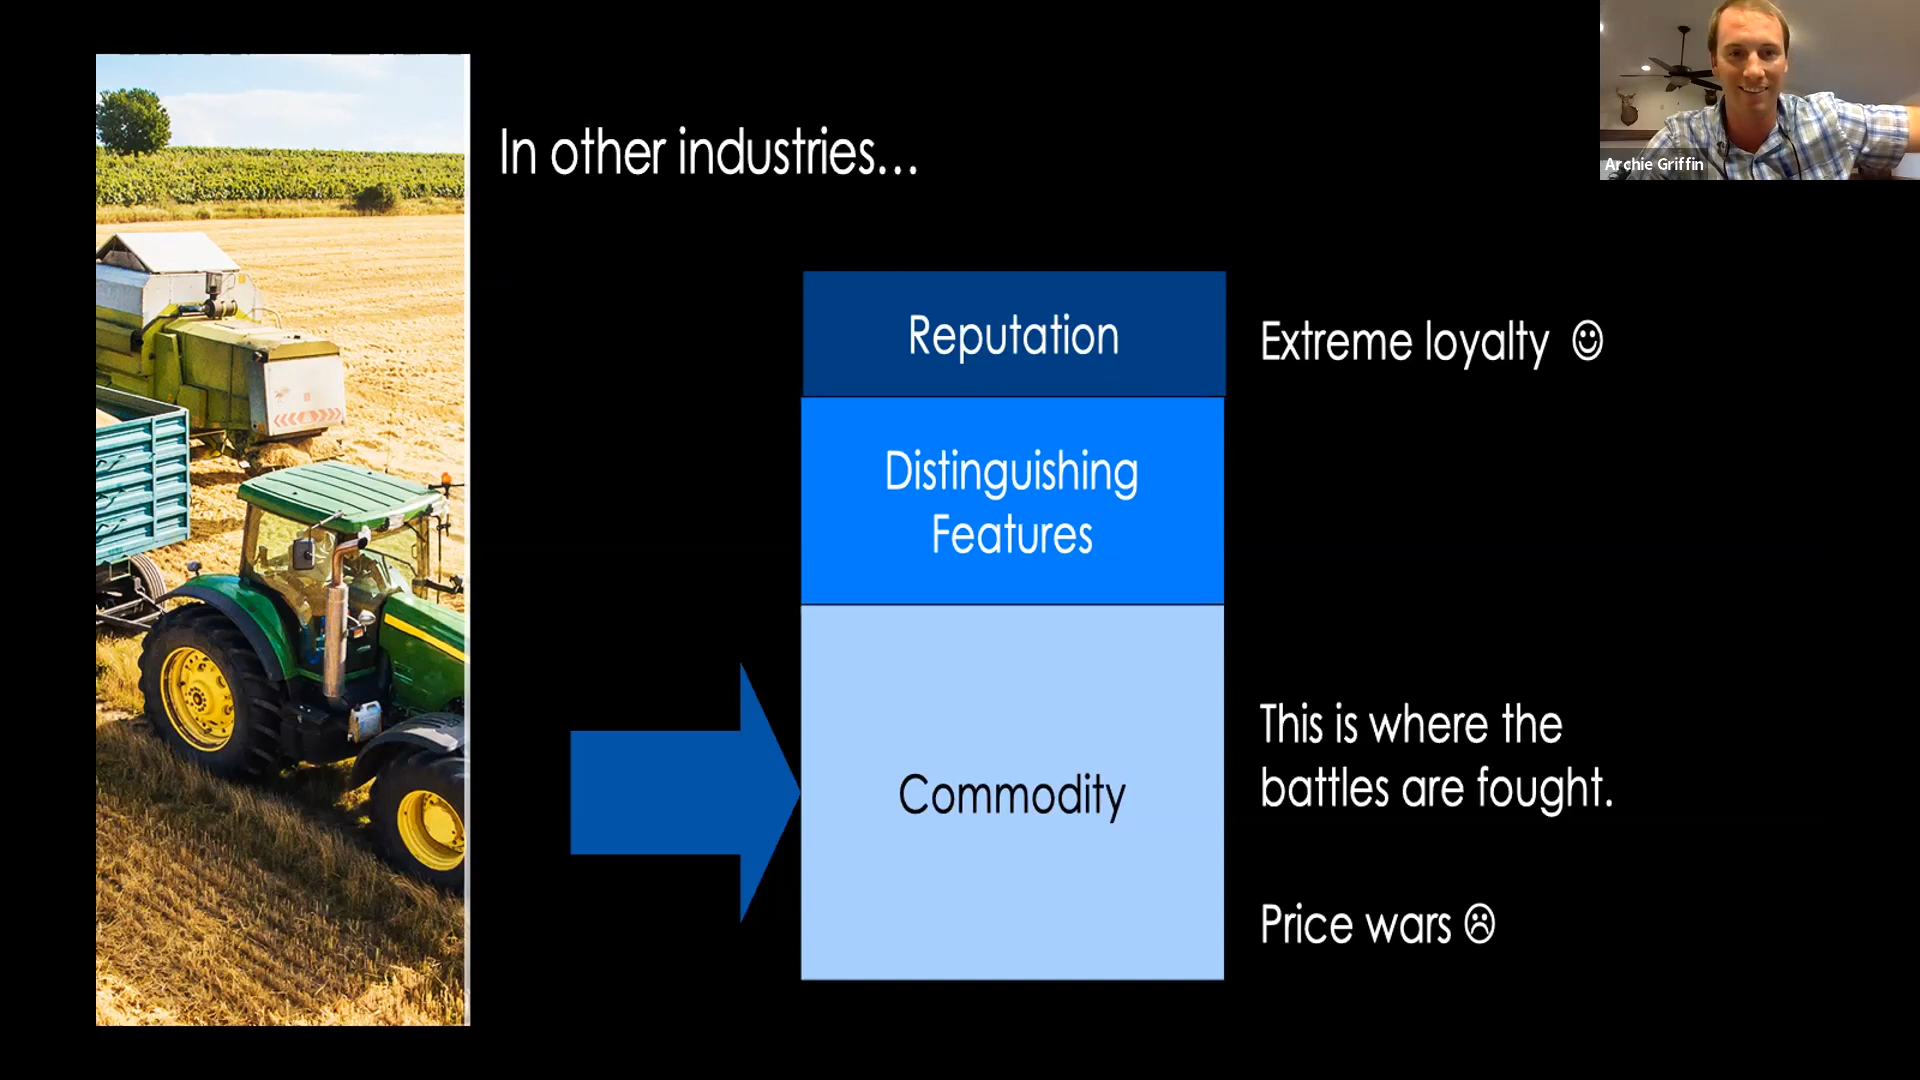 Archie Griffin
In other industries...
Reputation
Extreme loyalty ☺
Distinguishing
Features
Commodity
This is where the
battles are fought.
Price wars ☹